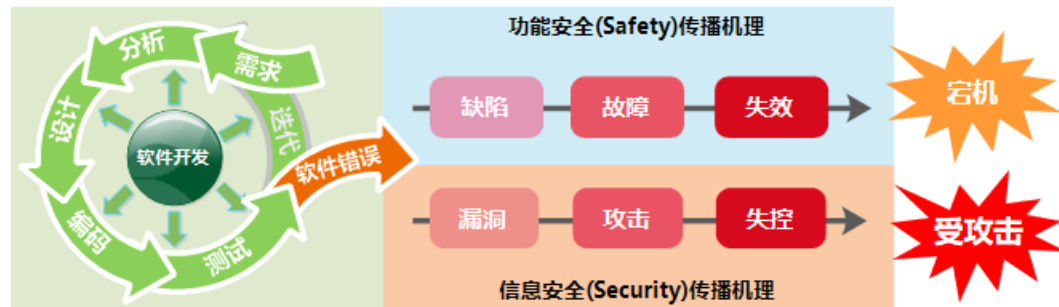 需求
分析
设计
编码
测试
迭代
软件开发
软件错误
功能安全(Safety)传播机理
缺陷
故障
失效
宕机
漏洞
攻击
失控
受攻击
信息安全(Security)传播机理